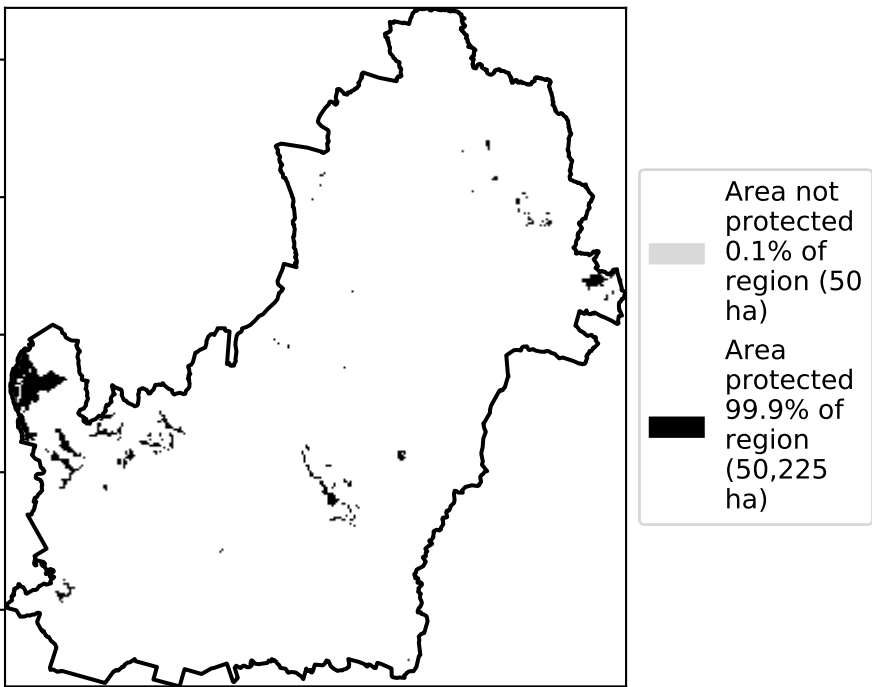 Area not
protected
0.1% of
region (50
ha)
Area
protected
99.9% of
region
(50,225
ha)